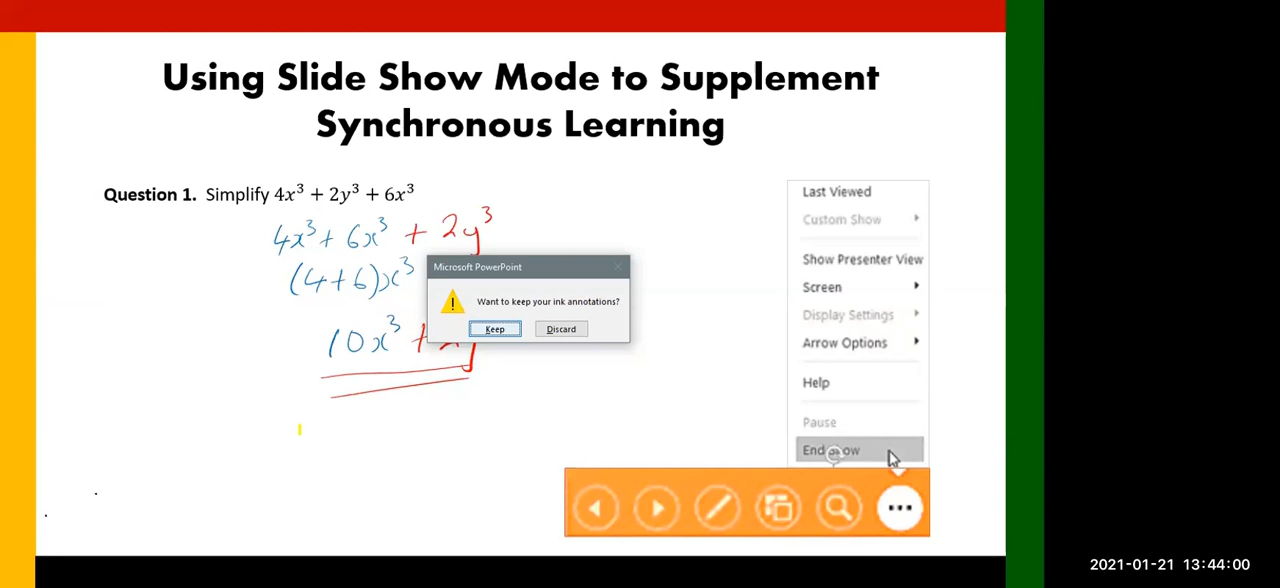 Using Slide Show Mode to Supplement
Synchronous Learning
Question 1. Simplify 4x³ + 2y³ + 6x³
4x³ + 6x³ + 2y³
(4+6)x³
10x³ + 2y
Microsoft PowerPoint
Want to keep your ink annotations?
Keep Discard
Last Viewed
Custom Show
Show Presenter View
Screen
Display Settings
Arrow Options
Help
Pause
End Show
2021-01-21 13:44:00